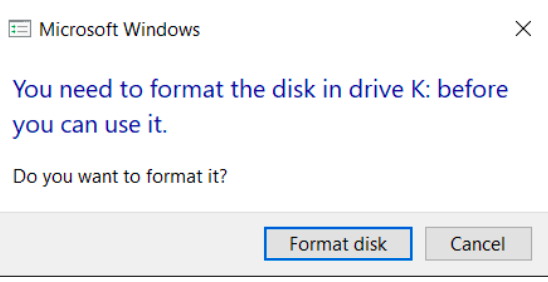 Microsoft Windows
You need to format the disk in drive K: before
you can use it.
Do you want to format it?
Format disk
Cancel